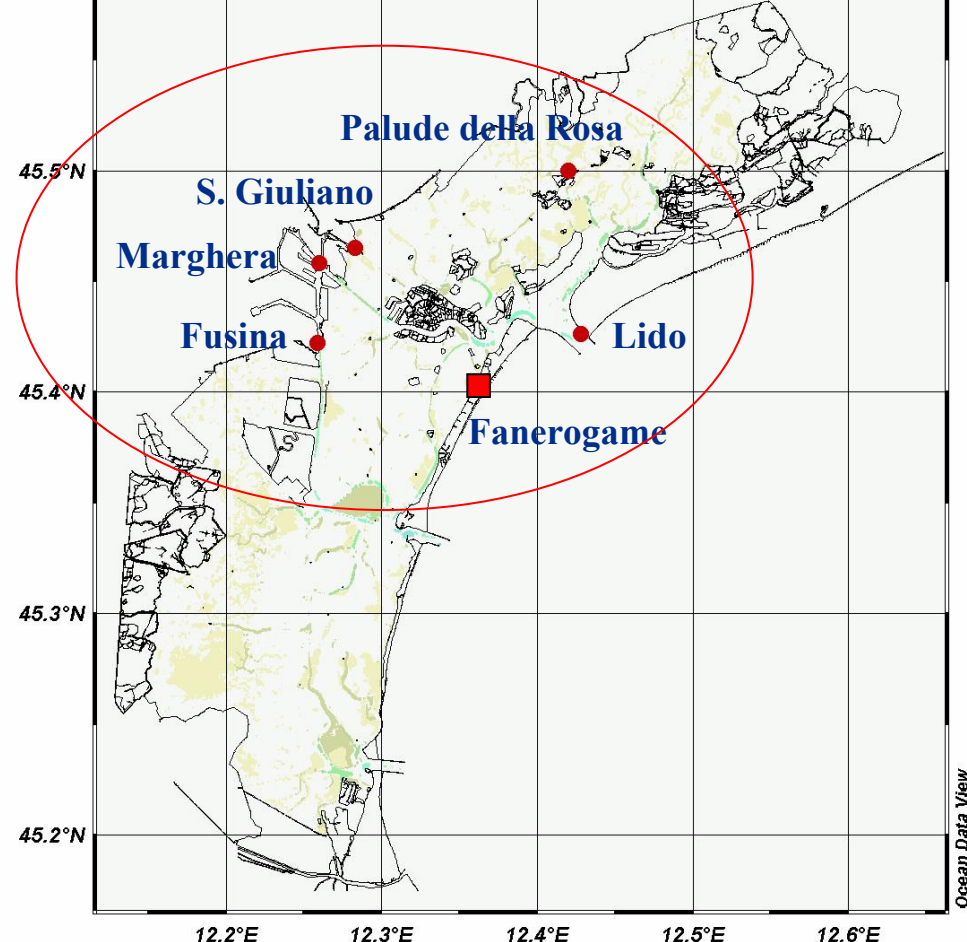 Palude della Rosa
45.5°N
S. Giuliano
Marghera
Fusina
Lido
45.4°N
Fanerogame
45.3°N
45.2°N
Ocean Data View
12.2°E
12.3°E
12.4°E
12.5°E
12.6°E